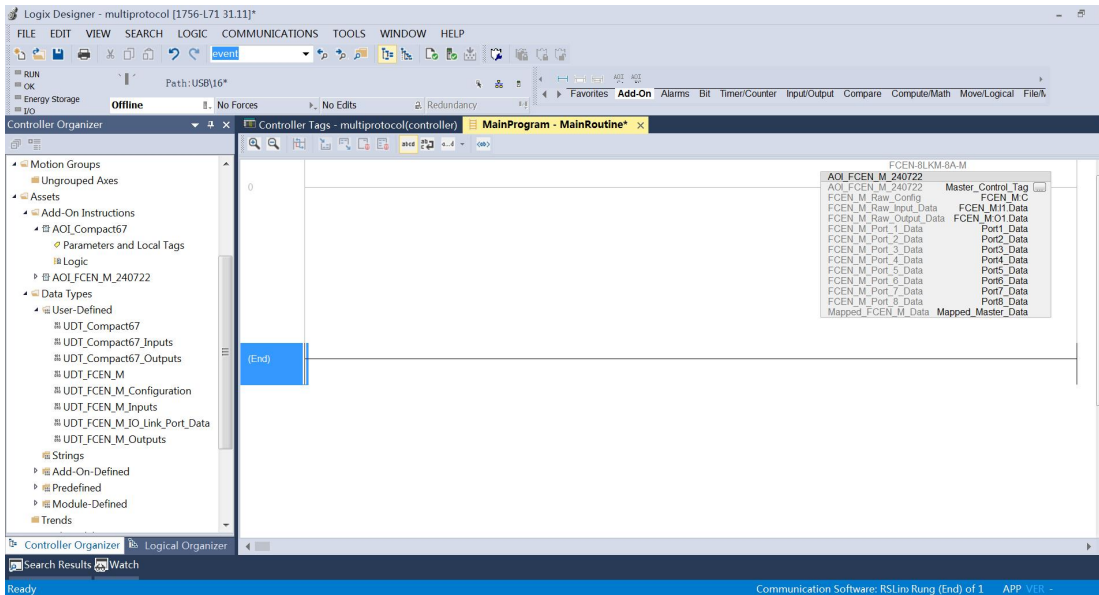 Logix Designer - multiprotocol [1756-L71 31.11]*
FILE EDIT VIEW SEARCH LOGIC COMMUNICATIONS TOOLS WINDOW HELP
event
RUN
OK
Energy Storage
I/O
Path: USB\16*
Offline
No Forces
No Edits
Redundancy
AOI AOI
Favorites Add-On Alarms Bit Timer/Counter Input/Output Compare Compute/Math Move/Logical
Controller Organizer
Controller Tags - multiprotocol(controller)
MainProgram - MainRoutine*
Motion Groups
Ungrouped Axes
Assets
Add-On Instructions
AOI_Compact67
Parameters and Local Tags
Logic
AOI_FCEN_M_240722
Data Types
User-Defined
UDT_Compact67
UDT_Compact67_Inputs
UDT_Compact67_Outputs
UDT_FCEN_M
UDT_FCEN_M_Configuration
UDT_FCEN_M_Inputs
UDT_FCEN_M_IO_Link_Port_Data
UDT_FCEN_M_Outputs
Strings
Add-On-Defined
Predefined
Module-Defined
Trends
Controller Organizer
Logical Organizer
abcd
0
FCEN-8LKM-8A-M
AOI_FCEN_M_240722
AOI_FCEN_M_240722 Master_Control_Tag ...
FCEN_M_Raw_Config FCEN_M:C
FCEN_M_Raw_Input_Data FCEN_M:I1.Data
FCEN_M_Raw_Output_Data FCEN_M:O1.Data
FCEN_M_Port_1_Data Port1_Data
FCEN_M_Port_2_Data Port2_Data
FCEN_M_Port_3_Data Port3_Data
FCEN_M_Port_4_Data Port4_Data
FCEN_M_Port_5_Data Port5_Data
FCEN_M_Port_6_Data Port6_Data
FCEN_M_Port_7_Data Port7_Data
FCEN_M_Port_8_Data Port8_Data
Mapped_FCEN_M_Data Mapped_Master_Data
(End)
Search Results
Watch
Ready
Communication Software: RSLin Rung (End) of 1 APP VER -